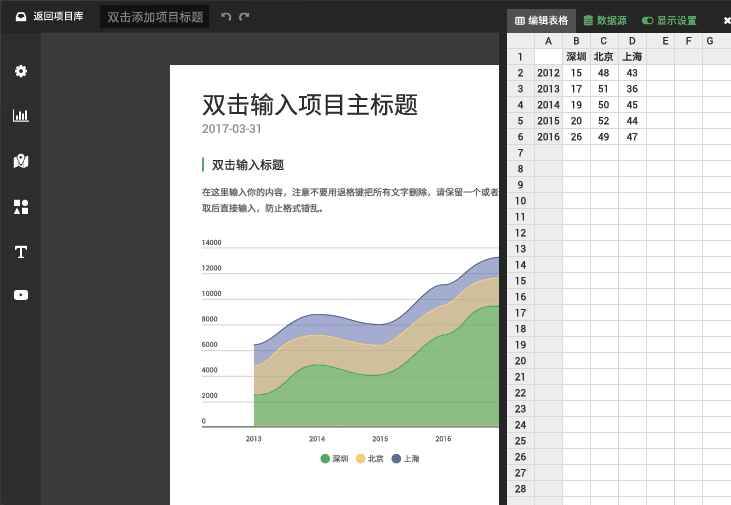 返回项目库 双击添加项目标题
编辑表格 数据源 显示设置
双击输入项目主标题
2017-03-31
双击输入标题
在这里输入你的内容，注意不要用退格键把所有文字删除，请保留一个或者
取后直接输入，防止格式错乱。
14000
12000
10000
8000
6000
4000
2000
0
2013 2014 2015 2016
深圳 北京 上海
A B C D E F G
1 深圳 北京 上海
2 2012 15 48 43
3 2013 17 51 36
4 2014 19 50 45
5 2015 20 52 44
6 2016 26 49 47
7
8
9
10
11
12
13
14
15
16
17
18
19
20
21
22
23
24
25
26
27
28